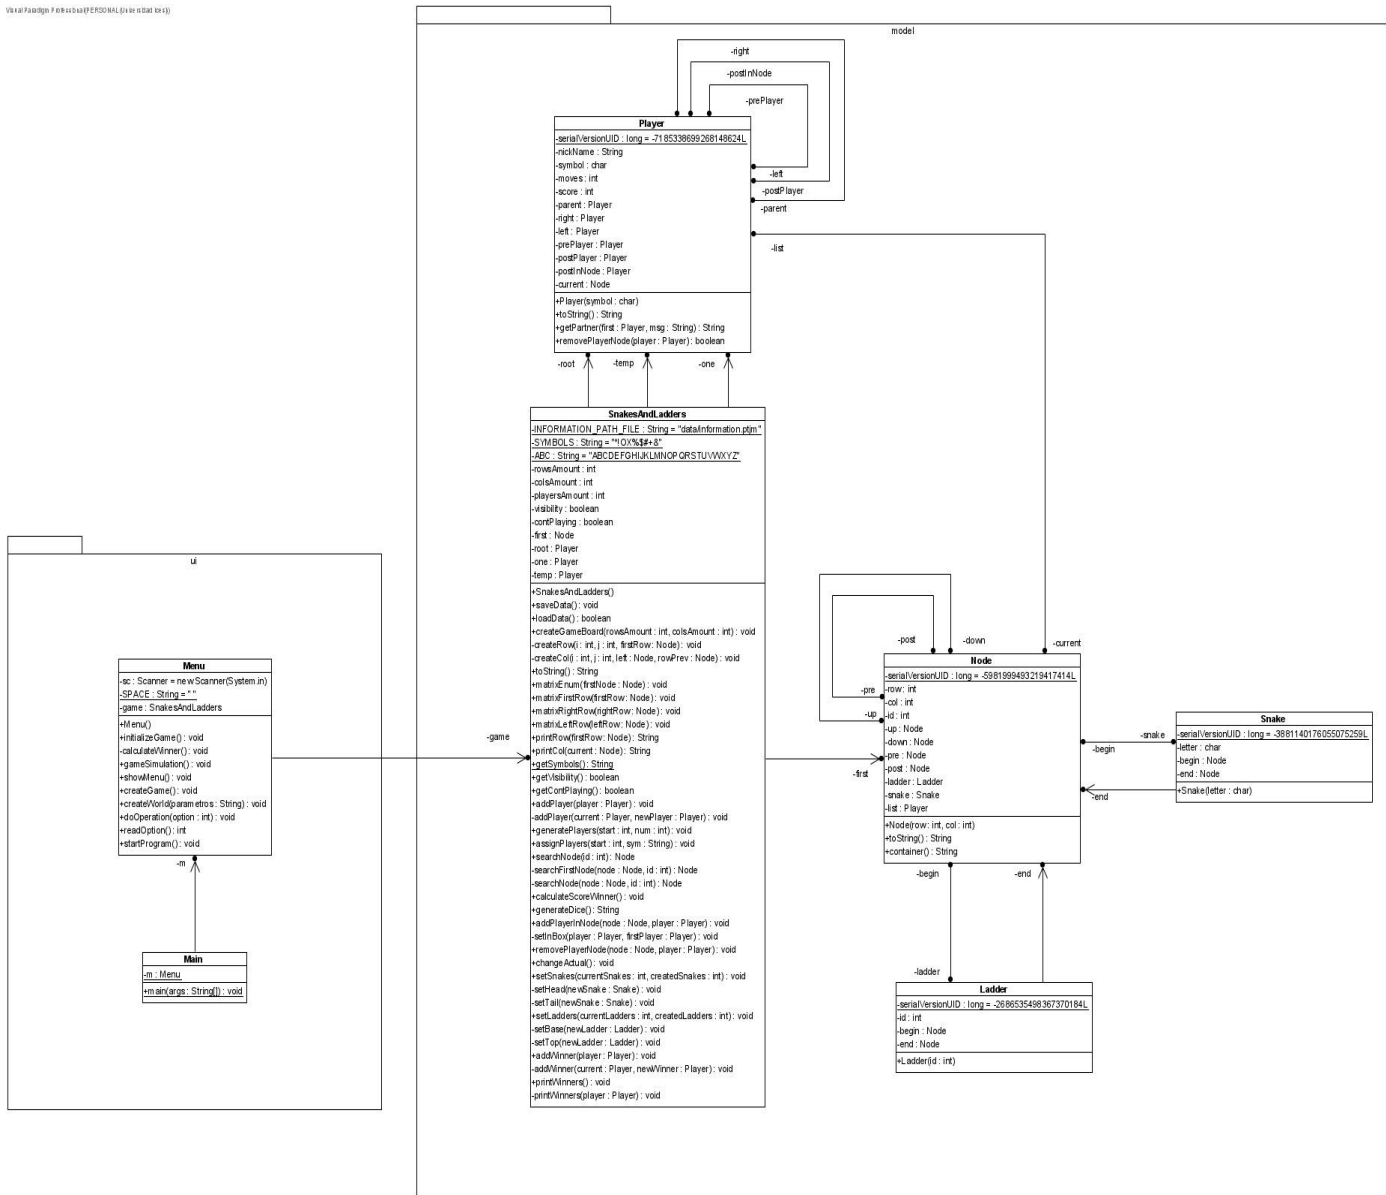 Visual Paradigm Professional(PERSONAL(Universidad Icesi))
model
-right
-postInNode
-prePlayer
Player
-serialVersionUID : long = -7185338699268148624L
-nickName : String
-symbol : char
-moves : int
-score : int
-parent : Player
-right : Player
-left : Player
-prePlayer : Player
-postPlayer : Player
-postInNode : Player
-current : Node
+Player(symbol : char)
+toString() : String
+getPartner(first : Player, msg : String) : String
+removePlayerNode(player : Player) : boolean
-left
-postPlayer
-parent
-list
-root
-temp
-one
SnakesAndLadders
-INFORMATION_PATH_FILE : String = "data/information.ptjm"
-SYMBOLS : String = "*!OX%$#+&"
-ABC : String = "ABCDEFGHIJKLMNOPQRSTUVWXYZ"
-rowsAmount : int
-colsAmount : int
-playersAmount : int
-visibility : boolean
-contPlaying : boolean
-first : Node
-root : Player
-one : Player
-temp : Player
+SnakesAndLadders()
+saveData() : void
+loadData() : boolean
+createGameBoard(rowsAmount : int, colsAmount : int) : void
-createRow(i : int, j : int, firstRow : Node) : void
-createCol(i : int, j : int, left : Node, rowPrev : Node) : void
+toString() : String
+matrixEnum(firstNode : Node) : void
+matrixFirstRow(firstRow : Node) : void
+matrixRightRow(rightRow : Node) : void
+matrixLeftRow(leftRow : Node) : void
+printRow(firstRow : Node) : String
+printCol(current : Node) : String
+getSymbols() : String
+getVisibility() : boolean
+getContPlaying() : boolean
+addPlayer(player : Player) : void
-addPlayer(current : Player, newPlayer : Player) : void
+generatePlayers(start : int, num : int) : void
+assignPlayers(start : int, sym : String) : void
+searchNode(id : int) : Node
-searchFirstNode(node : Node, id : int) : Node
-searchNode(node : Node, id : int) : Node
+calculateScoreWinner() : void
+generateDice() : String
+addPlayerInNode(node : Node, player : Player) : void
-setInBox(player : Player, firstPlayer : Player) : void
+removePlayerNode(node : Node, player : Player) : void
+changeActual() : void
+setSnakes(currentSnakes : int, createdSnakes : int) : void
-setHead(newSnake : Snake) : void
-setTail(newSnake : Snake) : void
+setLadders(currentLadders : int, createdLadders : int) : void
-setBase(newLadder : Ladder) : void
-setTop(newLadder : Ladder) : void
+addWinner(player : Player) : void
-addWinner(current : Player, newWinner : Player) : void
+printWinners() : void
-printWinners(player : Player) : void
ui
Menu
-sc : Scanner = new Scanner(System.in)
-SPACE : String = " "
-game : SnakesAndLadders
+Menu()
+initializeGame() : void
-calculateWinner() : void
+gameSimulation() : void
+showMenu() : void
+createGame() : void
+createWorld(parametros : String) : void
+doOperation(option : int) : void
+readOption() : int
+startProgram() : void
-game
-m
Main
-m : Menu
+main(args : String[]) : void
-post
-down
-current
-pre
-up
-first
Node
-serialVersionUID : long = -5981999493219417414L
-row : int
-col : int
-id : int
-up : Node
-down : Node
-pre : Node
-post : Node
-ladder : Ladder
-snake : Snake
-list : Player
+Node(row : int, col : int)
+toString() : String
+container() : String
-snake
-begin
-end
Snake
-serialVersionUID : long = -3881140176055075259L
-letter : char
-begin : Node
-end : Node
+Snake(letter : char)
-begin
-end
-ladder
Ladder
-serialVersionUID : long = -2686535498367370184L
-id : int
-begin : Node
-end : Node
+Ladder(id : int)